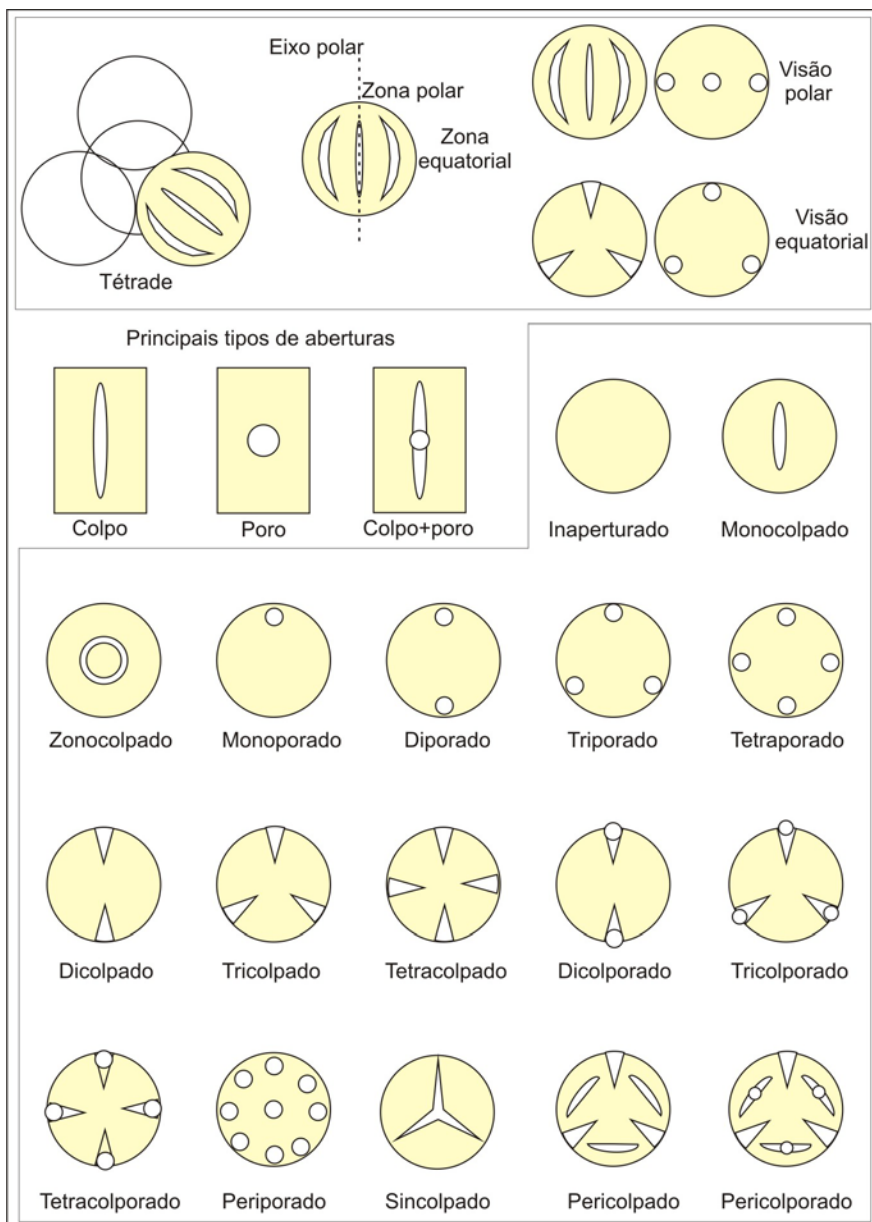 Eixo polar
Zona polar
Zona
equatorial
Visão
polar
Visão
equatorial
Tétrade
Principais tipos de aberturas
Colpo
Poro
Colpo+poro
Inaperturado
Monocolpado
Zonocolpado
Monoporado
Diporado
Triporado
Tetraporado
Dicolpado
Tricolpado
Tetracolpado
Dicolporado
Tricolporado
Tetracolporado
Periporado
Sincolpado
Pericolpado
Pericolporado